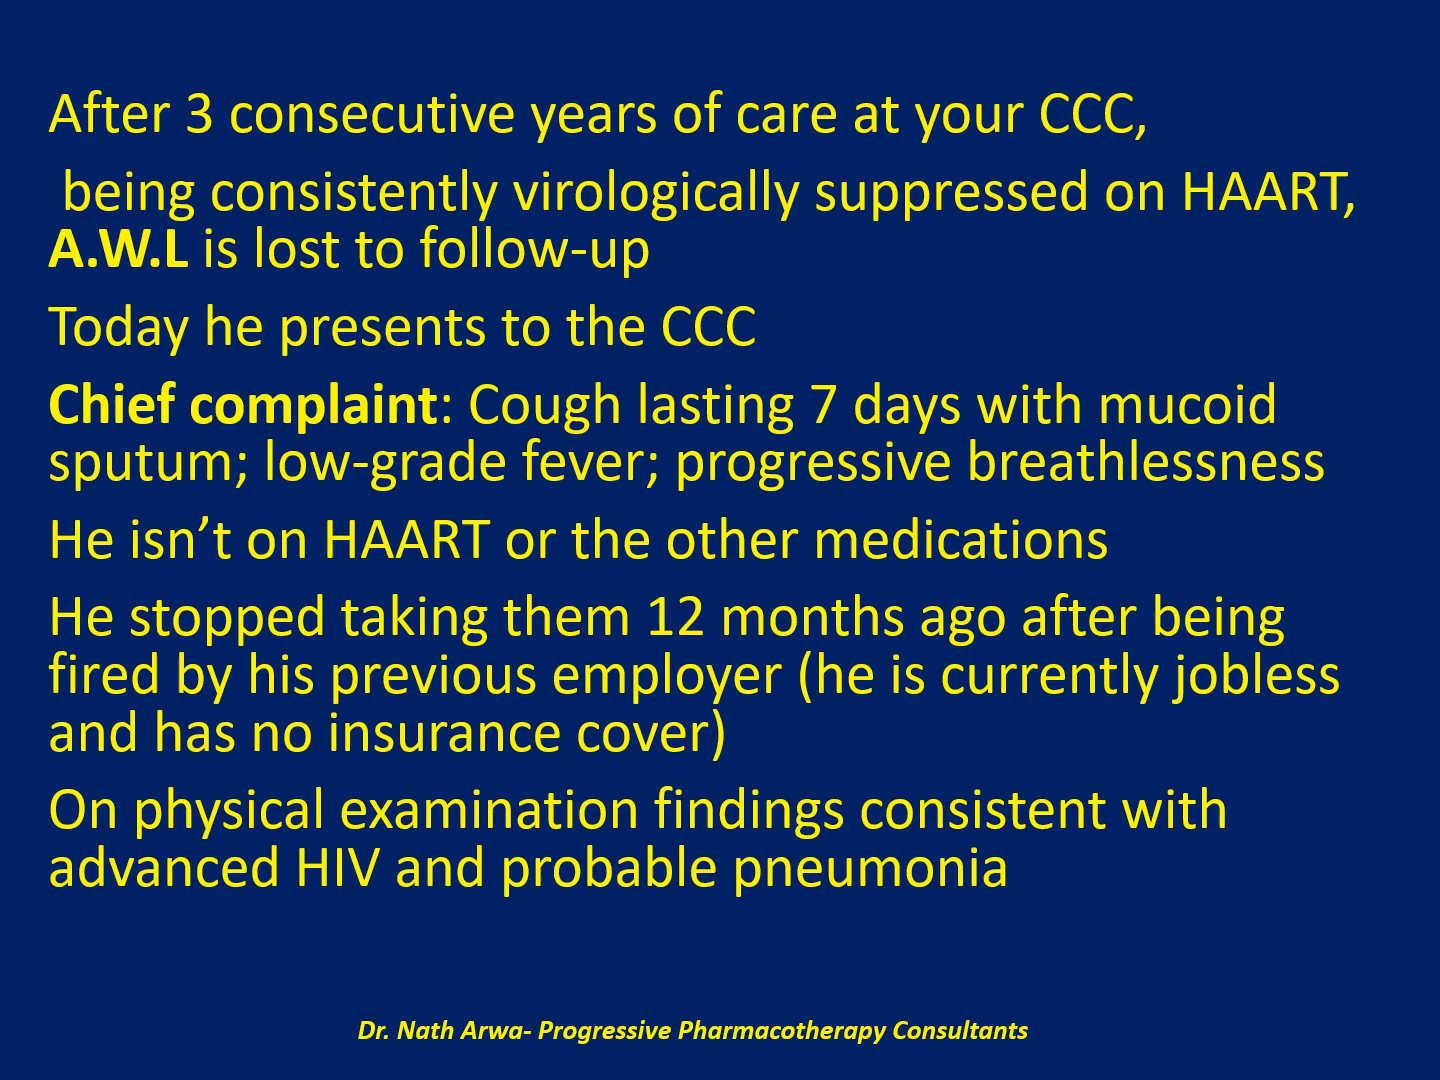 After 3 consecutive years of care at your CCC,
being consistently virologically suppressed on HAART,
A.W.L is lost to follow-up
Today he presents to the CCC
Chief complaint: Cough lasting 7 days with mucoid
sputum; low-grade fever; progressive breathlessness
He isn’t on HAART or the other medications
He stopped taking them 12 months ago after being
fired by his previous employer (he is currently jobless
and has no insurance cover)
On physical examination findings consistent with
advanced HIV and probable pneumonia
Dr. Nath Arwa- Progressive Pharmacotherapy Consultants